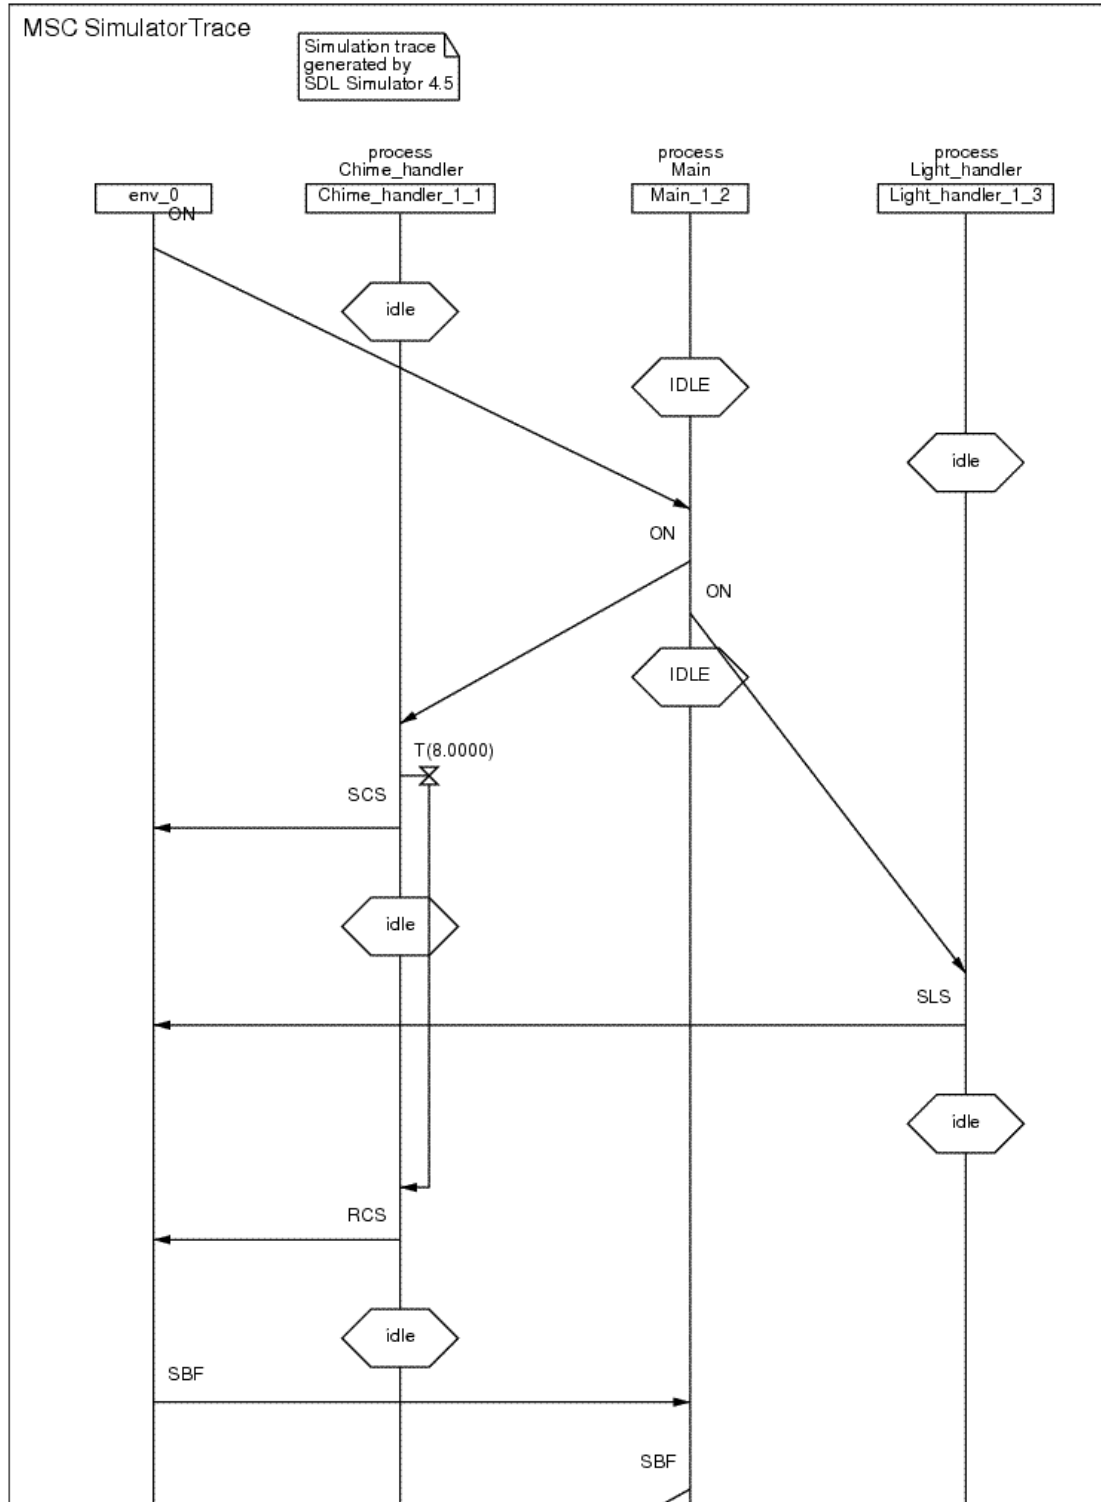 MSC SimulatorTrace
Simulation trace
generated by
SDL Simulator 4.5
process
Chime_handler
process
Main
process
Light_handler
env_0
Chime_handler_1_1
Main_1_2
Light_handler_1_3
ON
idle
IDLE
idle
ON
ON
IDLE
T(8.0000)
SCS
idle
SLS
idle
RCS
idle
SBF
SBF